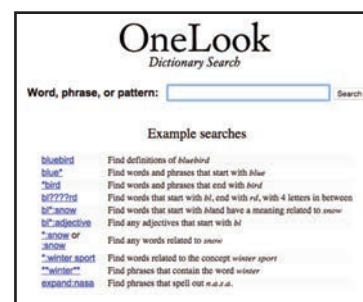 OneLook
Dictionary Search
Word, phrase, or pattern: Search
Example searches
bluebird Find definitions of bluebird
blue* Find words and phrases that start with blue
*bird Find words and phrases that end with bird
bl????rd Find words that start with bl, end with rd, with 4 letters in between
bl*:snow Find words that start with bland have a meaning related to snow
bl*:adjective Find any adjectives that start with bl
*:snow or
:snow Find any words related to snow
*:winter sport Find words related to the concept winter sport
**winter** Find phrases that contain the word winter
expand:nasa Find phrases that spell out n.a.s.a.